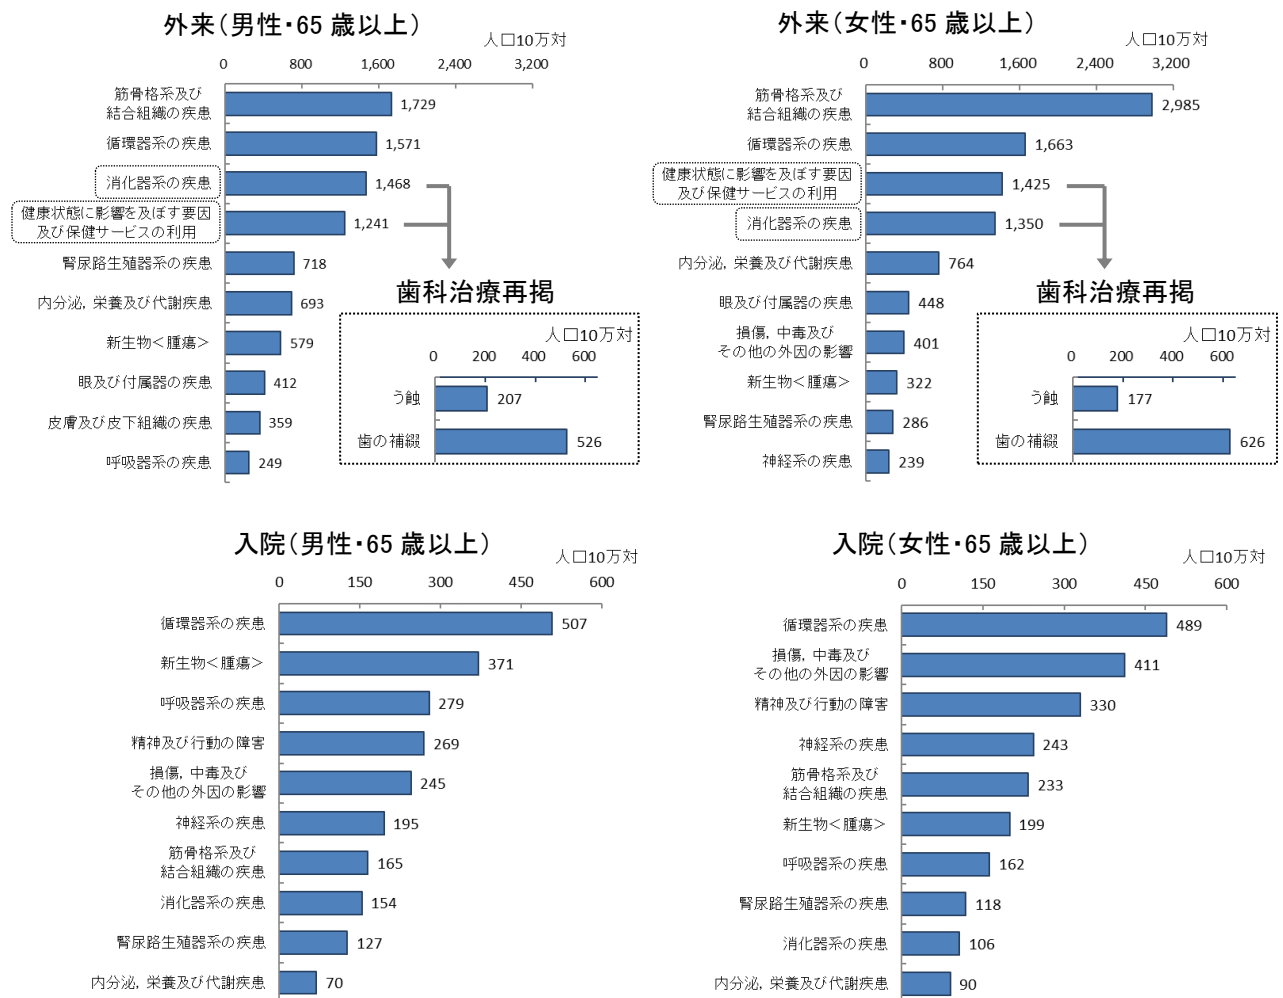 外来（男性・65 歳以上）
人口10万対
0 800 1,600 2,400 3,200
筋骨格系及び
結合組織の疾患
1,729
循環器系の疾患 1,571
消化器系の疾患 1,468
健康状態に影響を及ぼす要因
及び保健サービスの利用
1,241
腎尿路生殖器系の疾患 718
内分泌, 栄養及び代謝疾患 693
新生物＜腫瘍＞ 579
眼及び付属器の疾患 412
皮膚及び皮下組織の疾患 359
呼吸器系の疾患 249
歯科治療再掲
人口10万対
0 200 400 600
う蝕 207
歯の補綴 526
外来（女性・65 歳以上）
人口10万対
0 800 1,600 2,400 3,200
筋骨格系及び
結合組織の疾患
2,985
循環器系の疾患 1,663
健康状態に影響を及ぼす要因
及び保健サービスの利用
1,425
消化器系の疾患 1,350
内分泌, 栄養及び代謝疾患 764
眼及び付属器の疾患 448
損傷, 中毒及び
その他の外因の影響
401
新生物＜腫瘍＞ 322
腎尿路生殖器系の疾患 286
神経系の疾患 239
歯科治療再掲
人口10万対
0 200 400 600
う蝕 177
歯の補綴 626
入院（男性・65 歳以上）
人口10万対
0 150 300 450 600
循環器系の疾患 507
新生物＜腫瘍＞ 371
呼吸器系の疾患 279
精神及び行動の障害 269
損傷, 中毒及び
その他の外因の影響
245
神経系の疾患 195
筋骨格系及び
結合組織の疾患
165
消化器系の疾患 154
腎尿路生殖器系の疾患 127
内分泌, 栄養及び代謝疾患 70
入院（女性・65 歳以上）
人口10万対
0 150 300 450 600
循環器系の疾患 489
損傷, 中毒及び
その他の外因の影響
411
精神及び行動の障害 330
神経系の疾患 243
筋骨格系及び
結合組織の疾患
233
新生物＜腫瘍＞ 199
呼吸器系の疾患 162
腎尿路生殖器系の疾患 118
消化器系の疾患 106
内分泌, 栄養及び代謝疾患 90